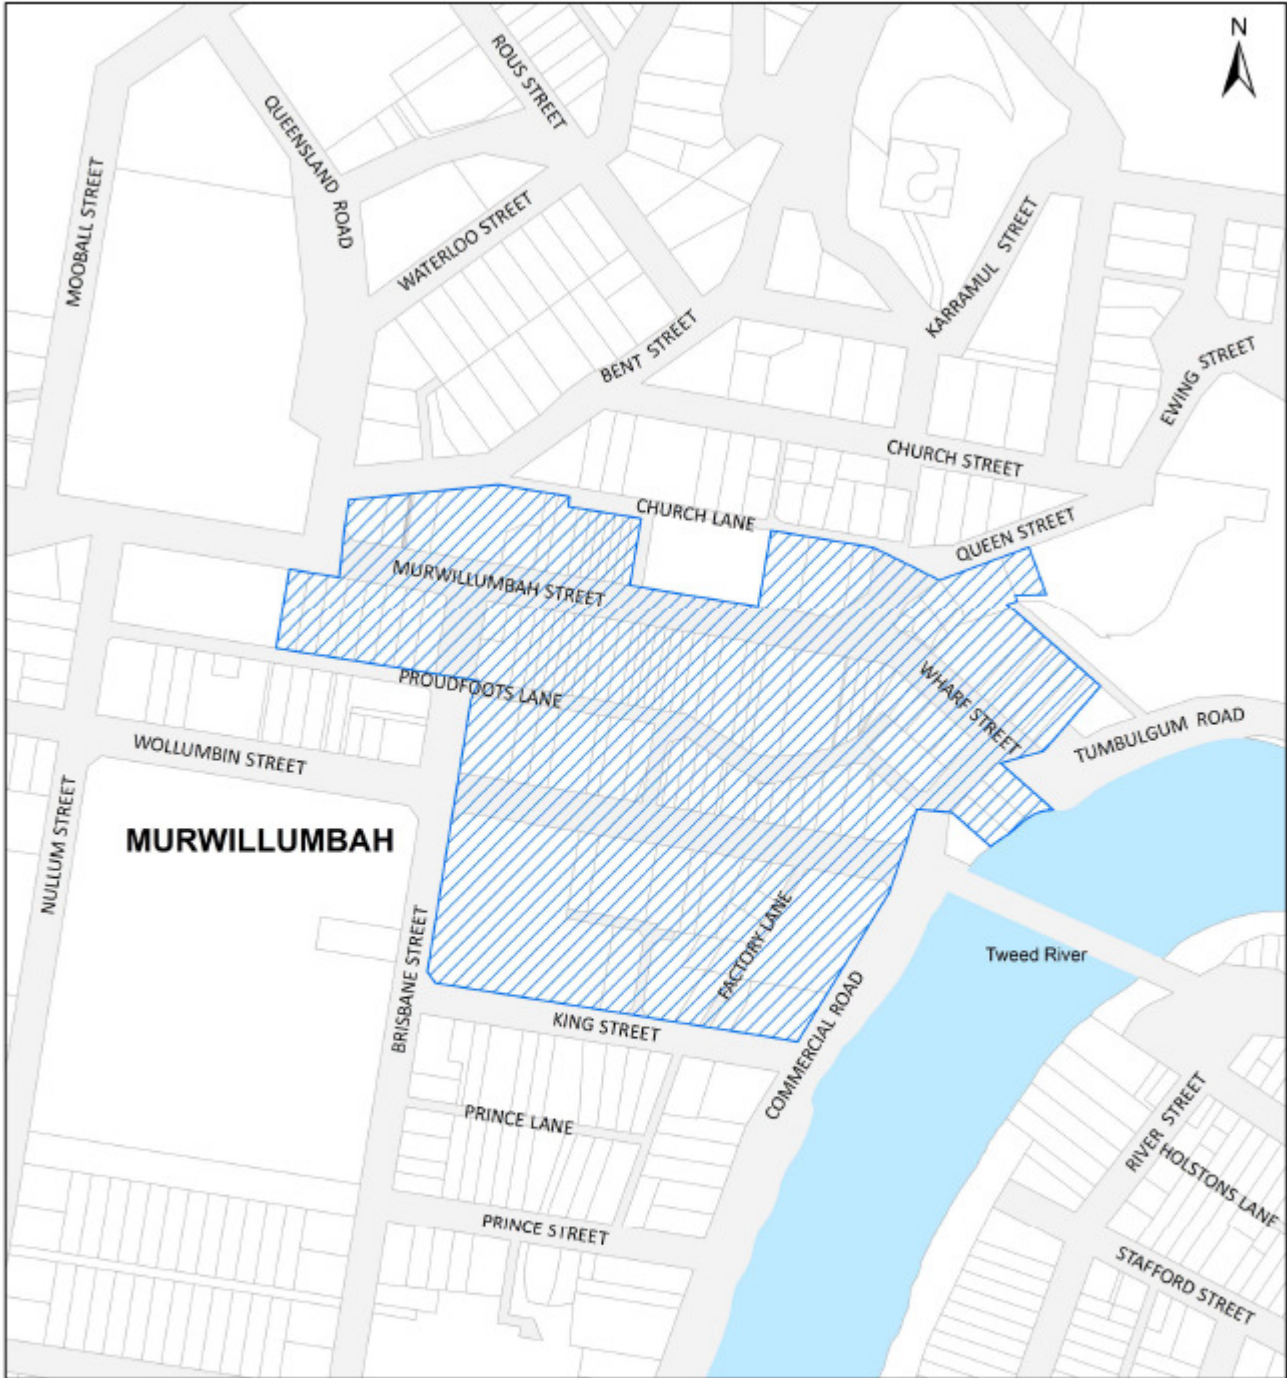 N
ROUS STREET
QUEENSLAND ROAD
MOOBALL STREET
WATERLOO STREET
KARRAMUL STREET
BENT STREET
EWING STREET
CHURCH STREET
CHURCH LANE
QUEEN STREET
MURWILLUMBAH STREET
PROUDFOOTS LANE
WHARF STREET
TUMBULGUM ROAD
WOLLUMBIN STREET
NULLUM STREET
MURWILLUMBAH
BRISBANE STREET
FACTORY LANE
Tweed River
KING STREET
COMMERCIAL ROAD
PRINCE LANE
RIVER STREET
HOLSTONS LANE
PRINCE STREET
STAFFORD STREET